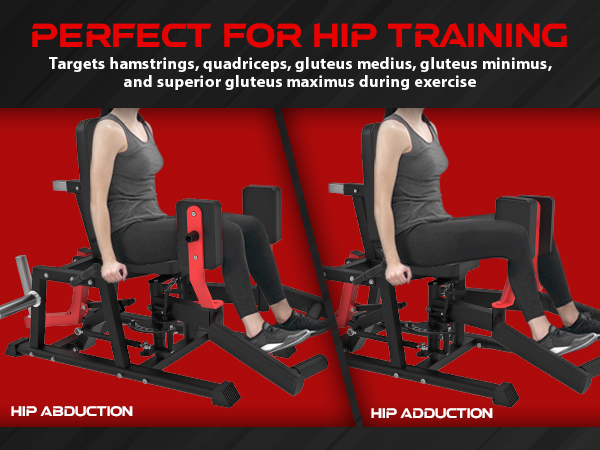 PERFECT FOR HIP TRAINING
Targets hamstrings, quadriceps, gluteus medius, gluteus minimus,
and superior gluteus maximus during exercise
HIP ABDUCTION
HIP ADDUCTION